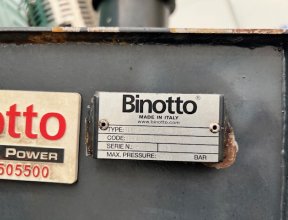 otto
POWER
505500
Binotto®
MADE IN ITALY
www.binotto.com
TYPE:
CODE:
SERIE N.:
MAX. PRESSURE: BAR